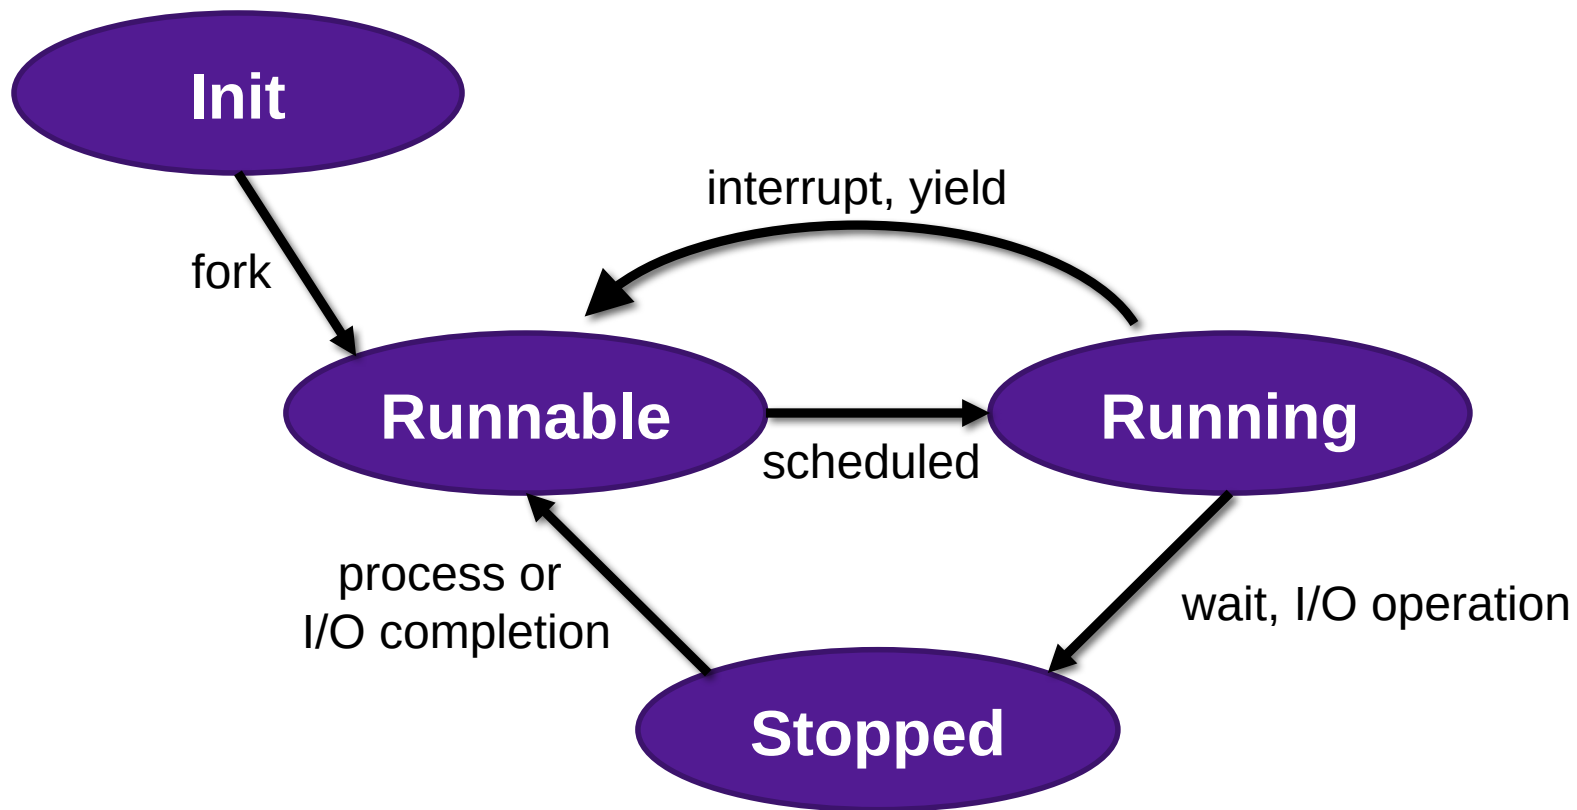 Init
interrupt, yield
fork
Runnable
Running
scheduled
process or
I/O completion
wait, I/O operation
Stopped